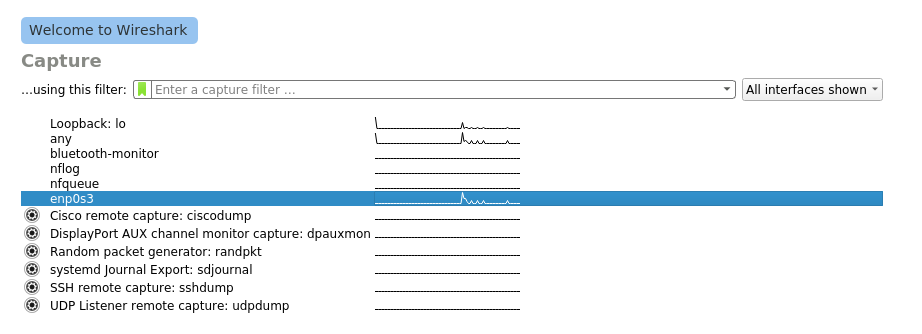 Welcome to Wireshark
Capture
...using this filter: Enter a capture filter ... All interfaces shown
Loopback: lo
any
bluetooth-monitor
nflog
nfqueue
enp0s3
Cisco remote capture: ciscodump
DisplayPort AUX channel monitor capture: dpauxmon
Random packet generator: randpkt
systemd Journal Export: sdjournal
SSH remote capture: sshdump
UDP Listener remote capture: udpdump